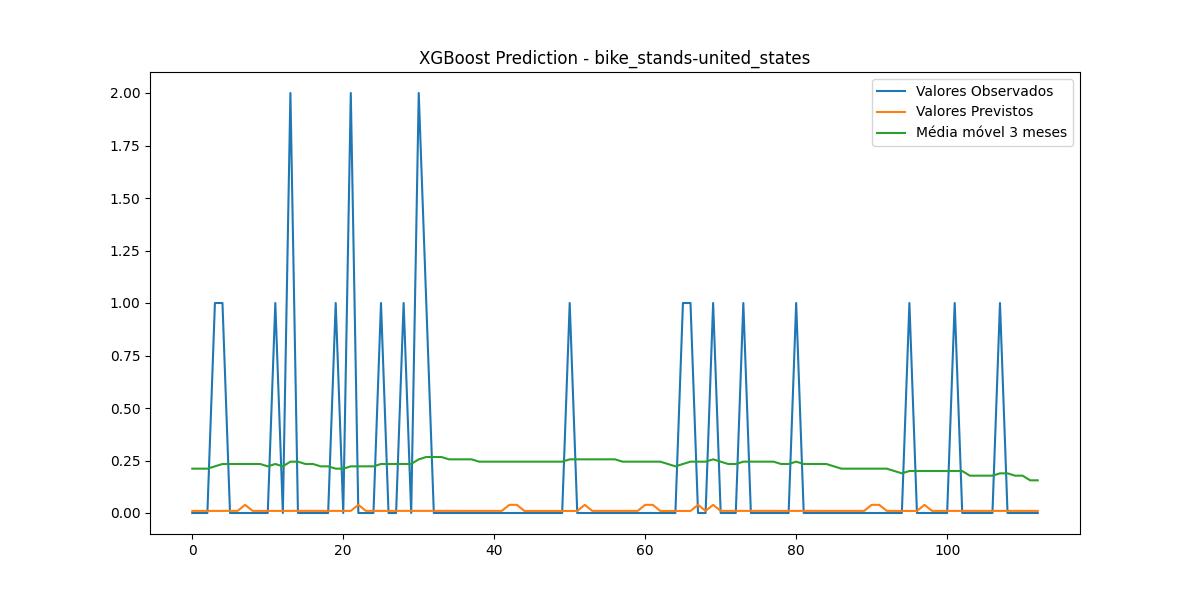 XGBoost Prediction - bike_stands-united_states
Valores Observados
Valores Previstos
Média móvel 3 meses
2.00
1.75
1.50
1.25
1.00
0.75
0.50
0.25
0.00
0 20 40 60 80 100